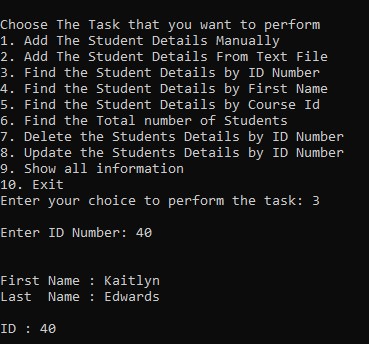 Choose The Task that you want to perform
1. Add The Student Details Manually
2. Add The Student Details From Text File
3. Find the Student Details by ID Number
4. Find the Student Details by First Name
5. Find the Student Details by Course Id
6. Find the Total number of Students
7. Delete the Students Details by ID Number
8. Update the Students Details by ID Number
9. Show all information
10. Exit
Enter your choice to perform the task: 3
Enter ID Number: 40
First Name : Kaitlyn
Last  Name : Edwards
ID : 40